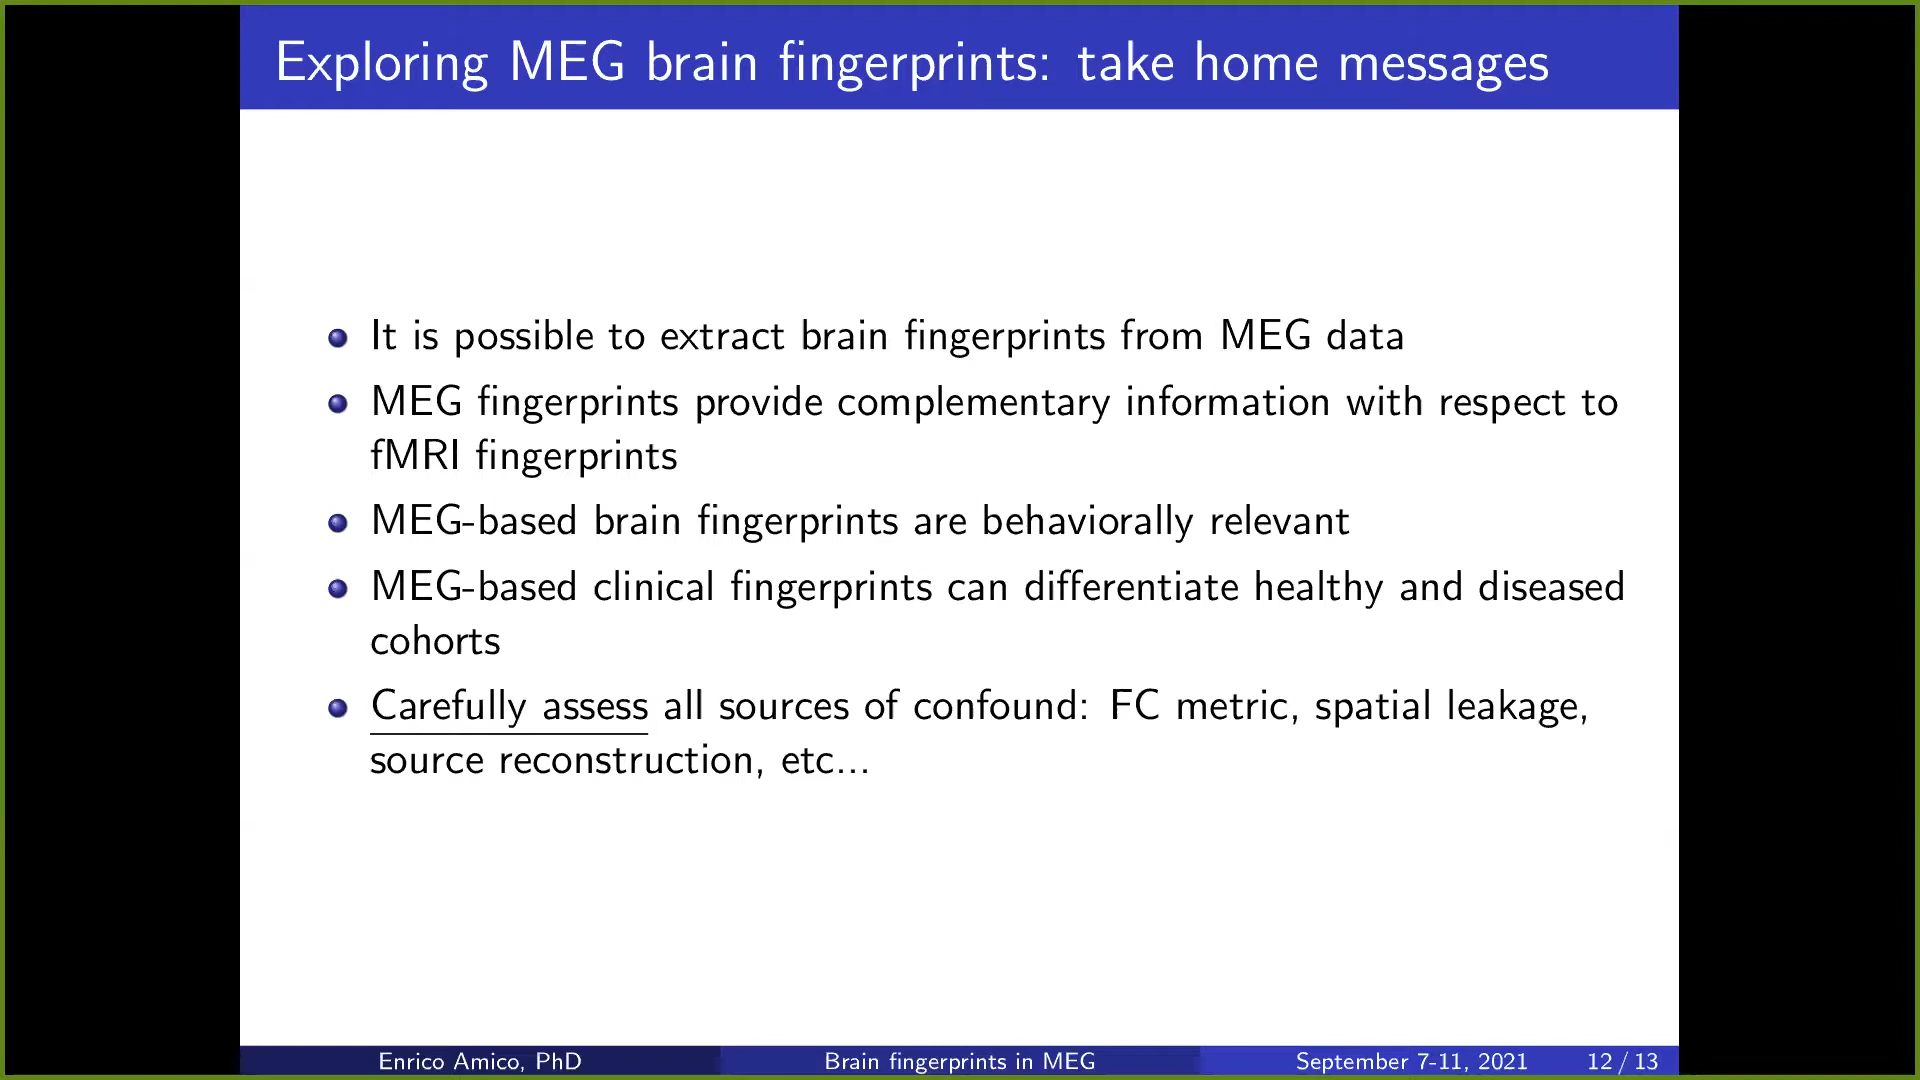 Exploring MEG brain fingerprints: take home messages
It is possible to extract brain fingerprints from MEG data
MEG fingerprints provide complementary information with respect to
fMRI fingerprints
MEG-based brain fingerprints are behaviorally relevant
MEG-based clinical fingerprints can differentiate healthy and diseased
cohorts
Carefully assess all sources of confound: FC metric, spatial leakage,
source reconstruction, etc...
Enrico Amico, PhD Brain fingerprints in MEG September 7-11, 2021 12 / 13